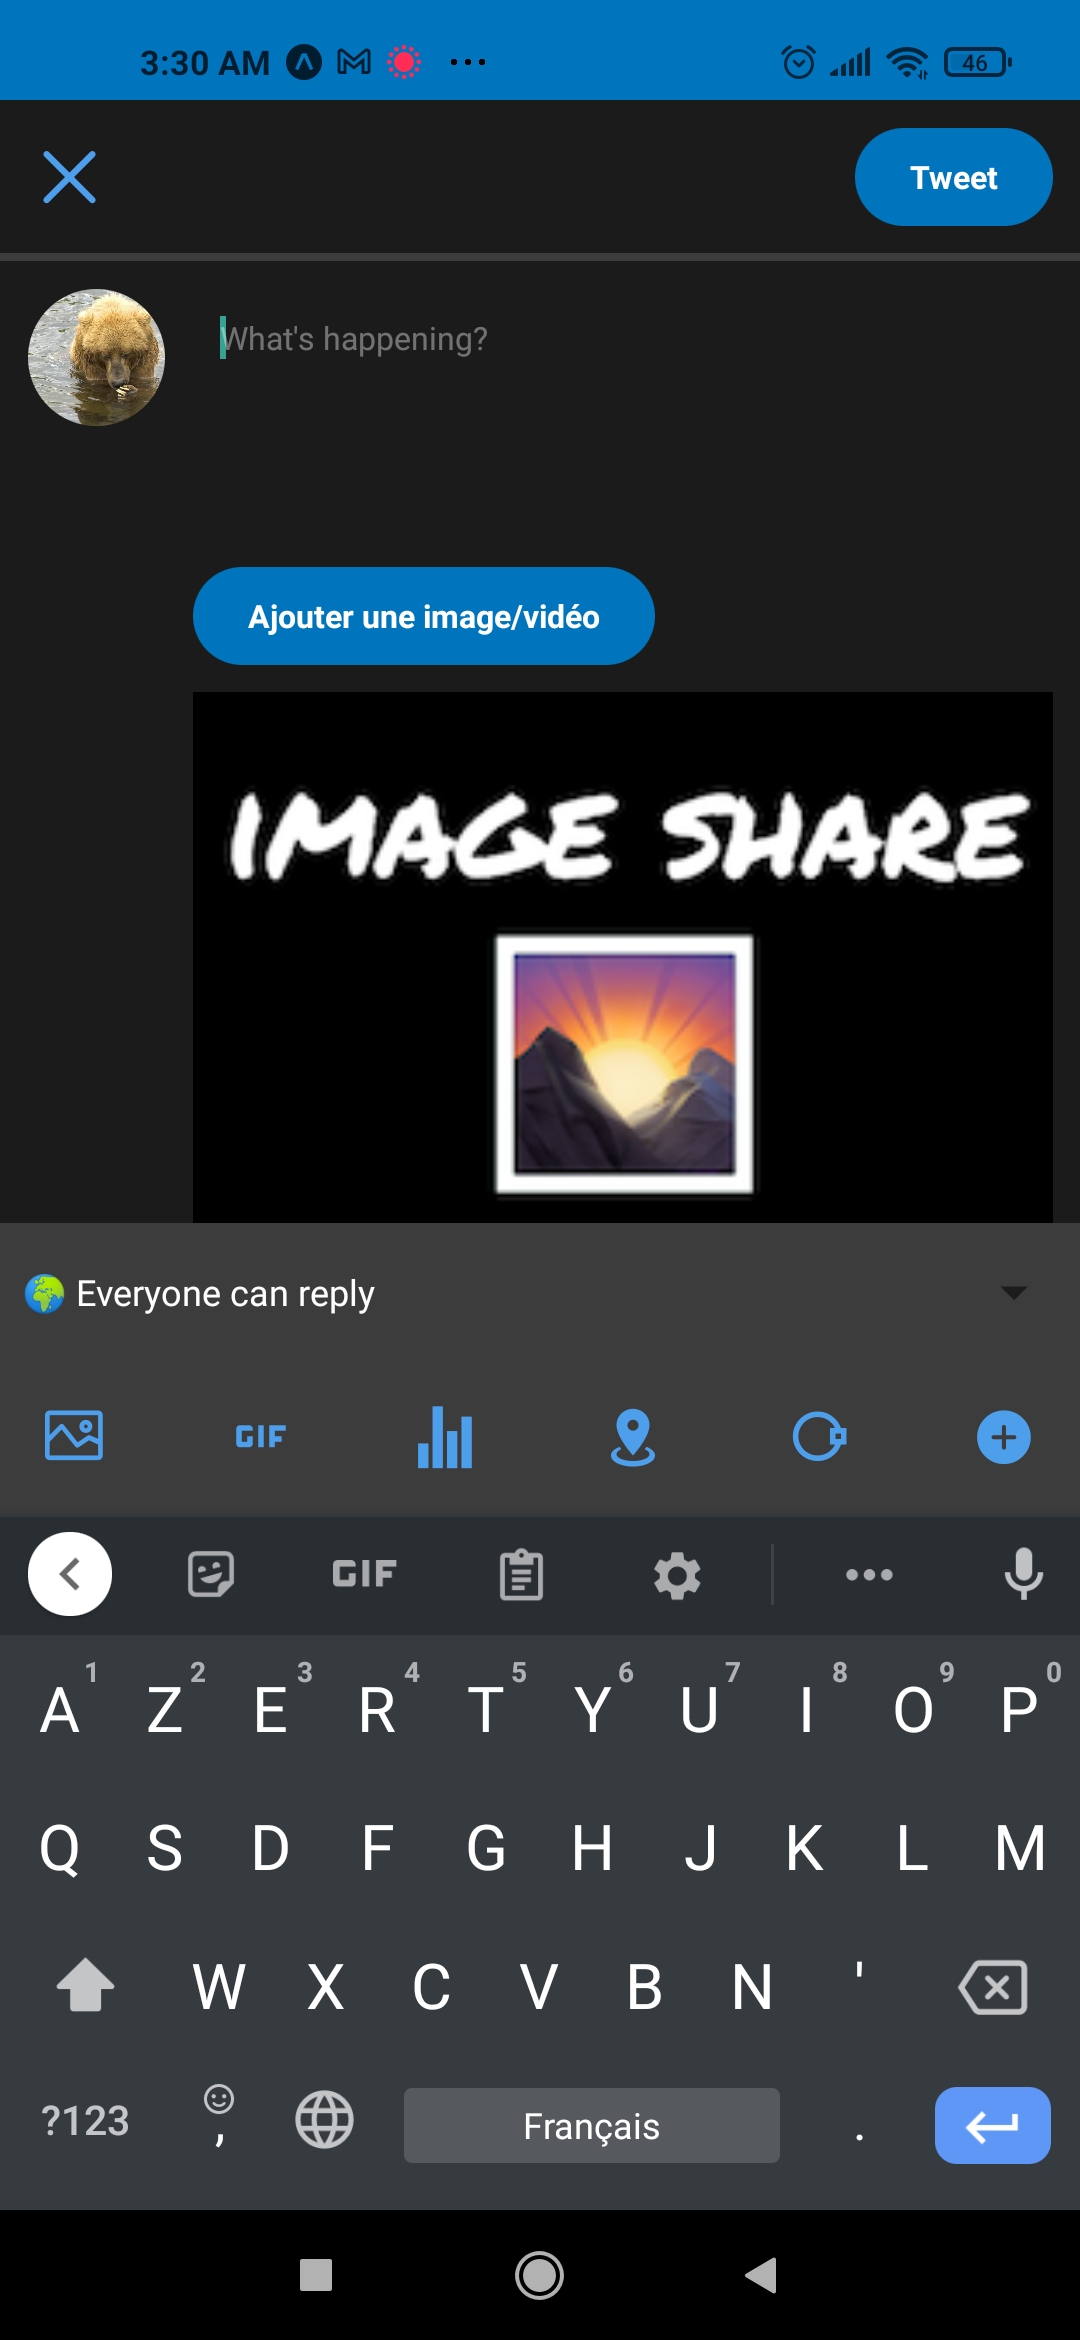 3:30 AM
46
Tweet
What's happening?
Ajouter une image/vidéo
IMAGE SHARE
Everyone can reply
GIF
GIF
1 2 3 4 5 6 7 8 9 0
A Z E R T Y U I O P
Q S D F G H J K L M
W X C V B N '
?123 , Français .